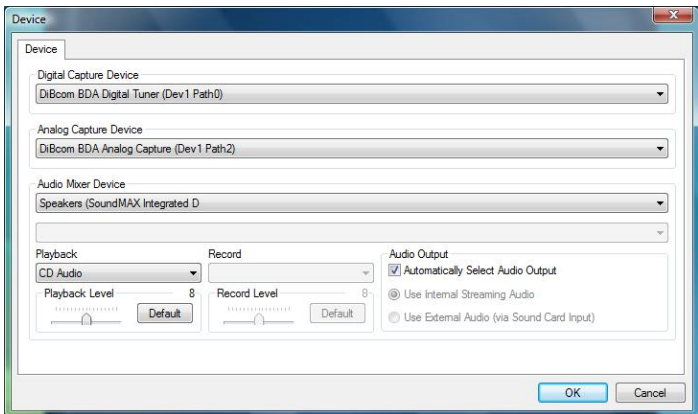 Device
Device
Digital Capture Device
DiBcom BDA Digital Tuner (Dev1 Path0)
Analog Capture Device
DiBcom BDA Analog Capture (Dev1 Path2)
Audio Mixer Device
Speakers (SoundMAX Integrated D
Playback Record Audio Output
CD Audio Automatically Select Audio Output
Playback Level 8 Record Level 8 Use Internal Streaming Audio
Default Default Use External Audio (via Sound Card Input)
OK Cancel